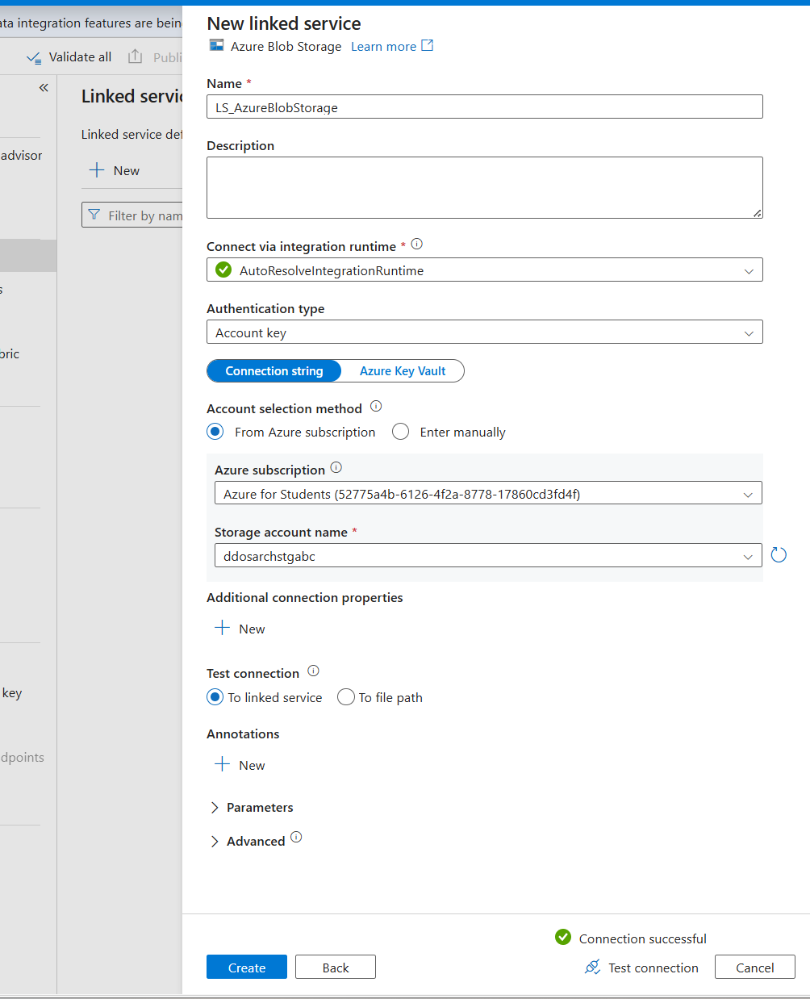 ata integration features are bein
Validate all
Publi
«
Linked servi
Linked service def
advisor
New
Filter by nam
s
bric
key
dpoints
New linked service
Azure Blob Storage Learn more
Name *
LS_AzureBlobStorage
Description
Connect via integration runtime *
AutoResolveIntegrationRuntime
Authentication type
Account key
Connection string Azure Key Vault
Account selection method
From Azure subscription Enter manually
Azure subscription
Azure for Students (52775a4b-6126-4f2a-8778-17860cd3fd4f)
Storage account name *
ddosarchstgabc
Additional connection properties
New
Test connection
To linked service To file path
Annotations
New
Parameters
Advanced
Connection successful
Create Back Test connection Cancel